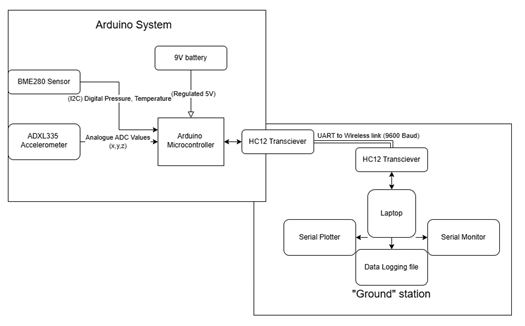 Arduino System
9V battery
BME280 Sensor
(I2C) Digital Pressure, Temperature
(Regulated 5V)
ADXL335
Accelerometer
Analogue ADC Values
(x,y,z)
Arduino
Microcontroller
HC12 Transciever
UART to Wireless link (9600 Baud)
HC12 Transciever
Laptop
Serial Plotter
Serial Monitor
Data Logging file
"Ground" station